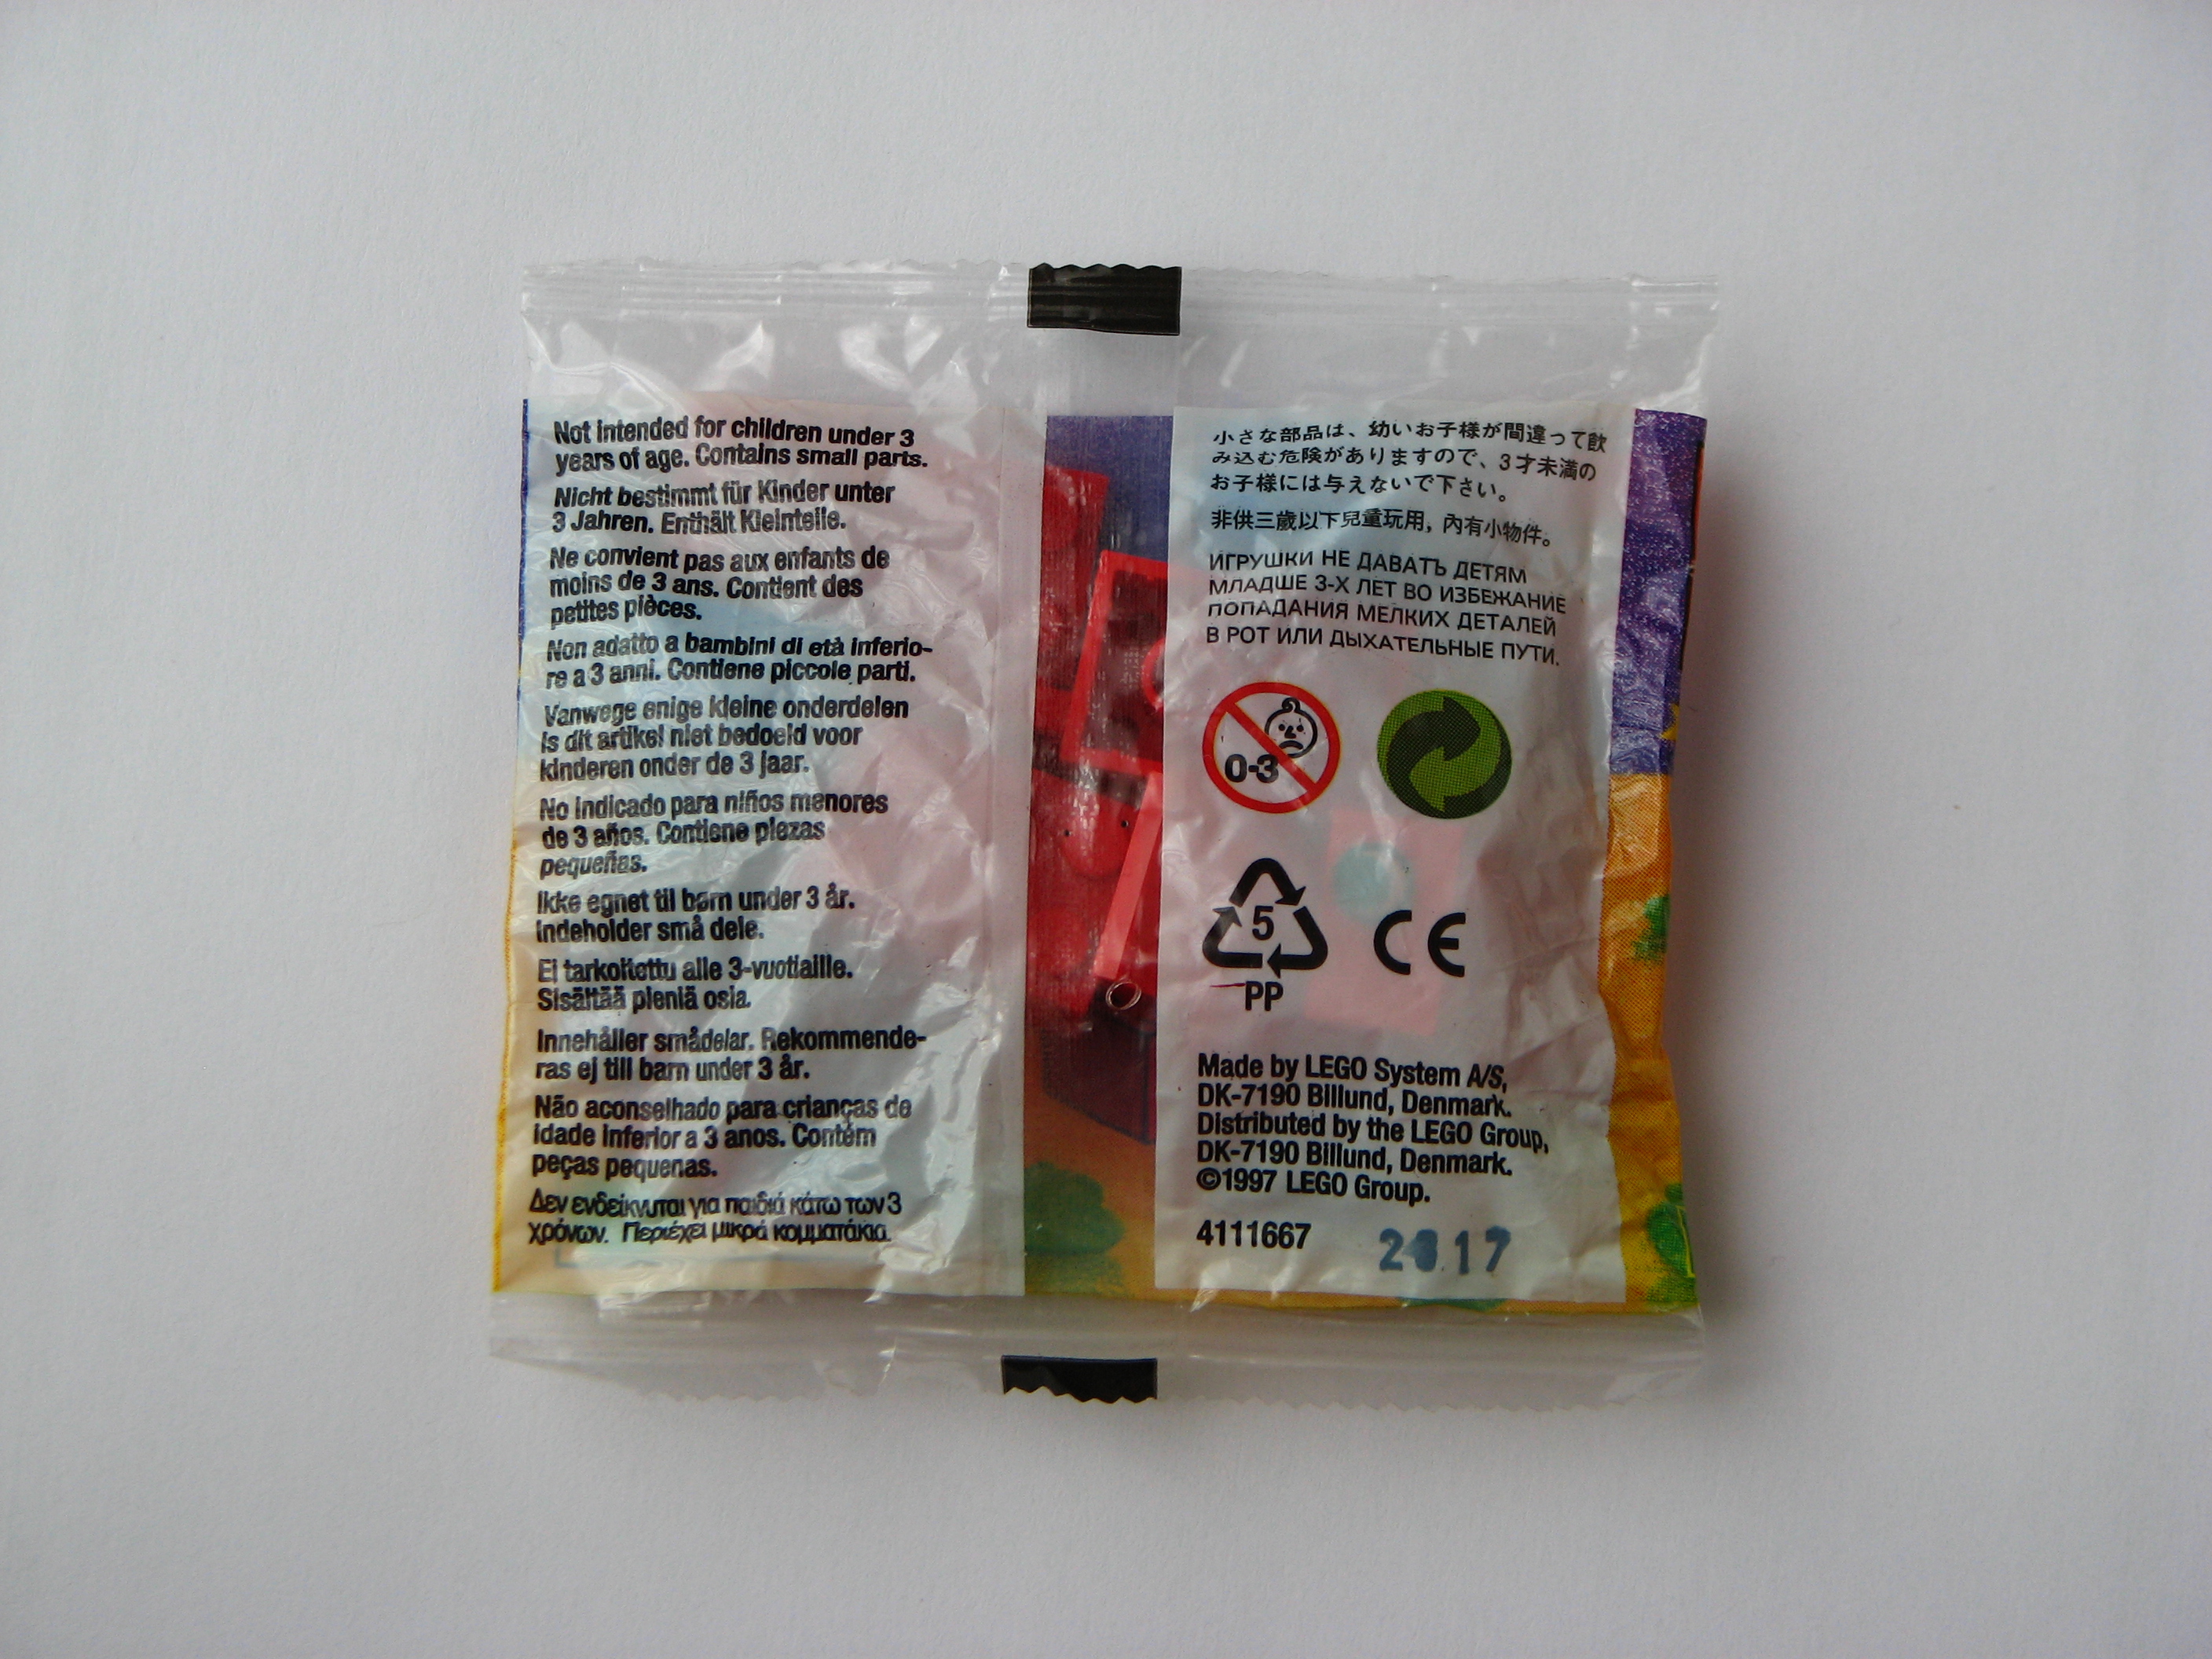 Not intended for children under 3
years of age. Contains small parts.
Nicht bestimmt für Kinder unter
3 Jahren. Enthält Kleinteile.
Ne convient pas aux enfants de
moins de 3 ans. Contient des
petites pièces.
Non adatto a bambini di età inferio-
re a 3 anni. Contiene piccole parti.
Vanwege enige kleine onderdelen
is dit artikel niet bedoeld voor
kinderen onder de 3 jaar.
No indicado para niños menores
de 3 años. Contiene piezas
pequeñas.
Ikke egnet til børn under 3 år.
Indeholder små dele.
Ei tarkoitettu alle 3-vuotiaille.
Sisältää pieniä osia.
Innehåller smådelar. Rekommende-
ras ej till barn under 3 år.
Não aconselhado para crianças de
idade inferior a 3 anos. Contém
peças pequenas.
Δεν ενδείκνυται για παιδιά κάτω των 3
χρόνων. Περιέχει μικρά κομματάκια.
小さな部品は、幼いお子様が間違って飲
み込む危険がありますので、3才未満の
お子様には与えないで下さい。
非供三歲以下兒童玩用，內有小物件。
ИГРУШКИ НЕ ДАВАТЬ ДЕТЯМ
МЛАДШЕ 3-Х ЛЕТ ВО ИЗБЕЖАНИЕ
ПОПАДАНИЯ МЕЛКИХ ДЕТАЛЕЙ
В РОТ ИЛИ ДЫХАТЕЛЬНЫЕ ПУТИ.
0-3
5
PP
CE
Made by LEGO System A/S,
DK-7190 Billund, Denmark.
Distributed by the LEGO Group,
DK-7190 Billund, Denmark.
©1997 LEGO Group.
4111667